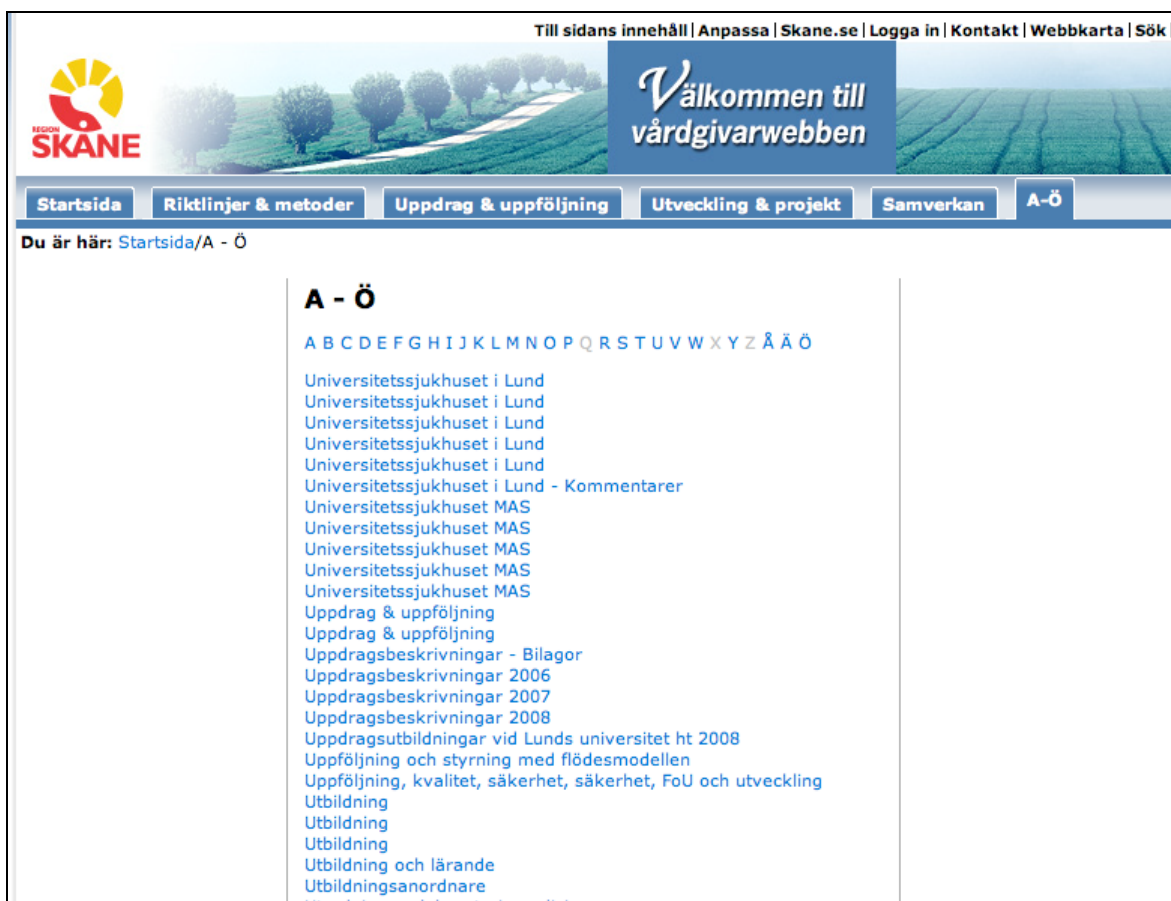 Till sidans innehåll | Anpassa | Skane.se | Logga in | Kontakt | Webbkarta | Sök
REGION
SKÅNE
Välkommen till
vårdgivarwebben
Startsida Riktlinjer & metoder Uppdrag & uppföljning Utveckling & projekt Samverkan A-Ö
Du är här: Startsida/A - Ö
A - Ö
A B C D E F G H I J K L M N O P Q R S T U V W X Y Z Å Ä Ö
Universitetssjukhuset i Lund
Universitetssjukhuset i Lund
Universitetssjukhuset i Lund
Universitetssjukhuset i Lund
Universitetssjukhuset i Lund
Universitetssjukhuset i Lund - Kommentarer
Universitetssjukhuset MAS
Universitetssjukhuset MAS
Universitetssjukhuset MAS
Universitetssjukhuset MAS
Universitetssjukhuset MAS
Uppdrag & uppföljning
Uppdrag & uppföljning
Uppdragsbeskrivningar - Bilagor
Uppdragsbeskrivningar 2006
Uppdragsbeskrivningar 2007
Uppdragsbeskrivningar 2008
Uppdragsutbildningar vid Lunds universitet ht 2008
Uppföljning och styrning med flödesmodellen
Uppföljning, kvalitet, säkerhet, säkerhet, FoU och utveckling
Utbildning
Utbildning
Utbildning
Utbildning och lärande
Utbildningsanordnare